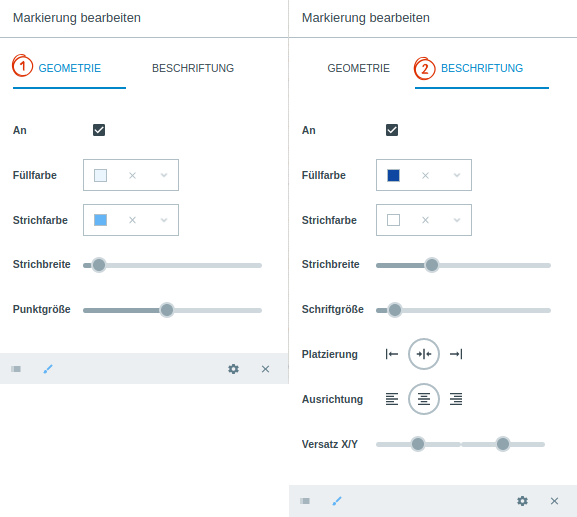 Markierung bearbeiten
1 GEOMETRIE BESCHRIFTUNG
An
Füllfarbe
Strichfarbe
Strichbreite
Punktgröße
Markierung bearbeiten
GEOMETRIE 2 BESCHRIFTUNG
An
Füllfarbe
Strichfarbe
Strichbreite
Schriftgröße
Platzierung
Ausrichtung
Versatz X/Y